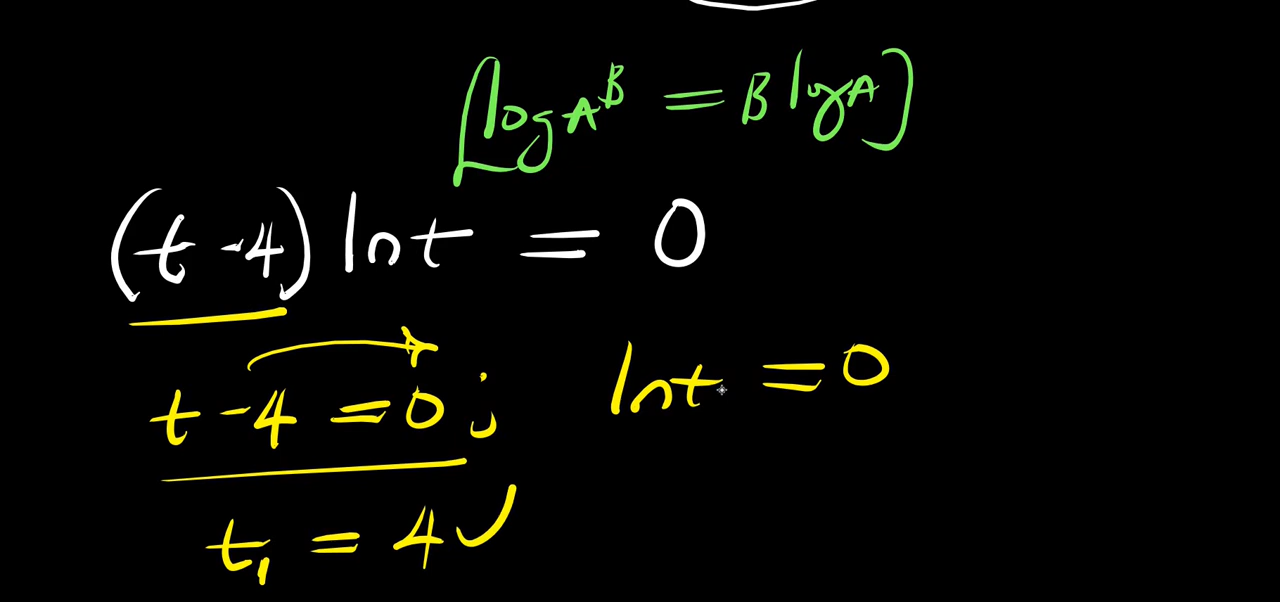 [log A^B = B log A]
(t - 4) ln t = 0
t - 4 = 0 ; ln t = 0
t₁ = 4 ✓